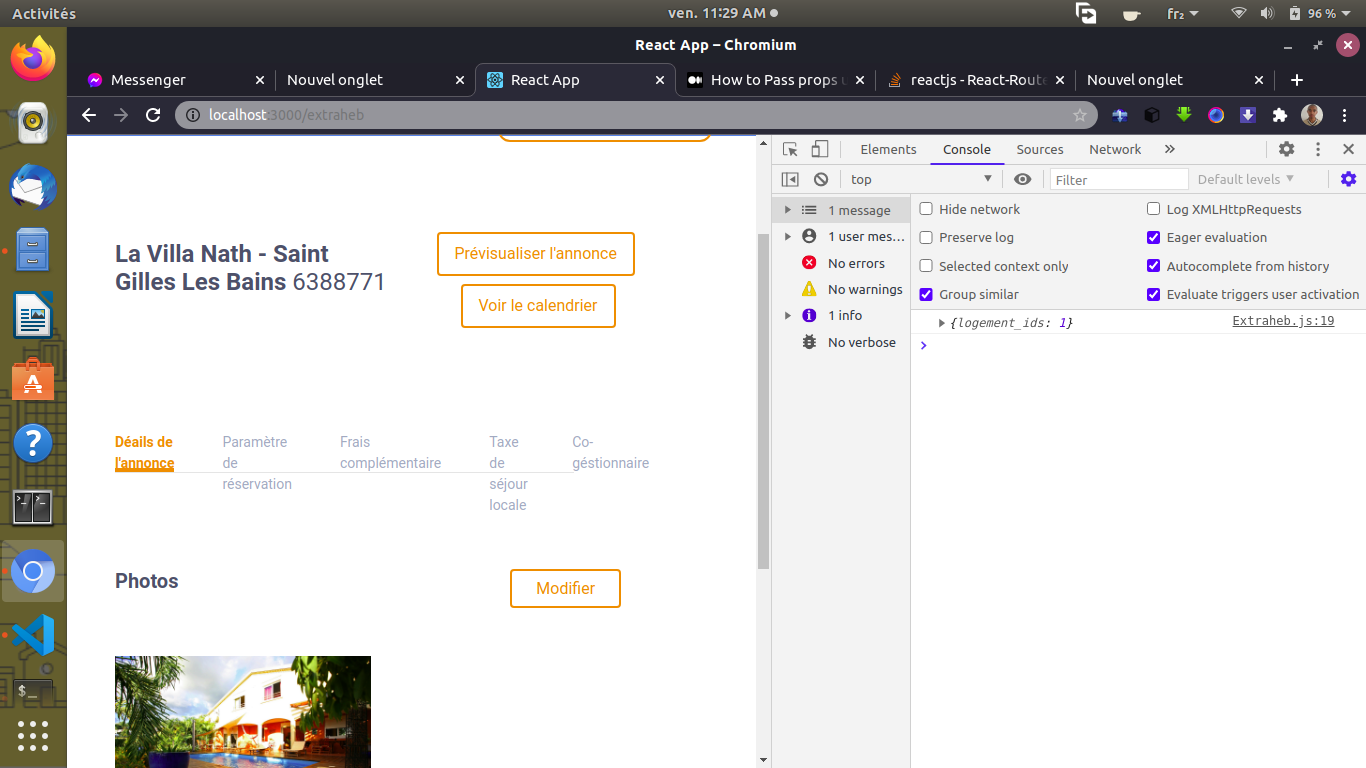 Activités
ven. 11:29 AM
fr₂
96 %
React App – Chromium
Messenger
Nouvel onglet
React App
How to Pass props u
reactjs - React-Route
Nouvel onglet
localhost:3000/extraheb
La Villa Nath - Saint
Gilles Les Bains 6388771
Prévisualiser l'annonce
Voir le calendrier
Déails de
l'annonce
Paramètre
de
réservation
Frais
complémentaire
Taxe
de
séjour
locale
Co-
géstionnaire
Photos
Modifier
Elements
Console
Sources
Network
top
Filter
Default levels
1 message
1 user mes…
No errors
No warnings
1 info
No verbose
Hide network
Log XMLHttpRequests
Preserve log
Eager evaluation
Selected context only
Autocomplete from history
Group similar
Evaluate triggers user activation
{logement_ids: 1}
Extraheb.js:19